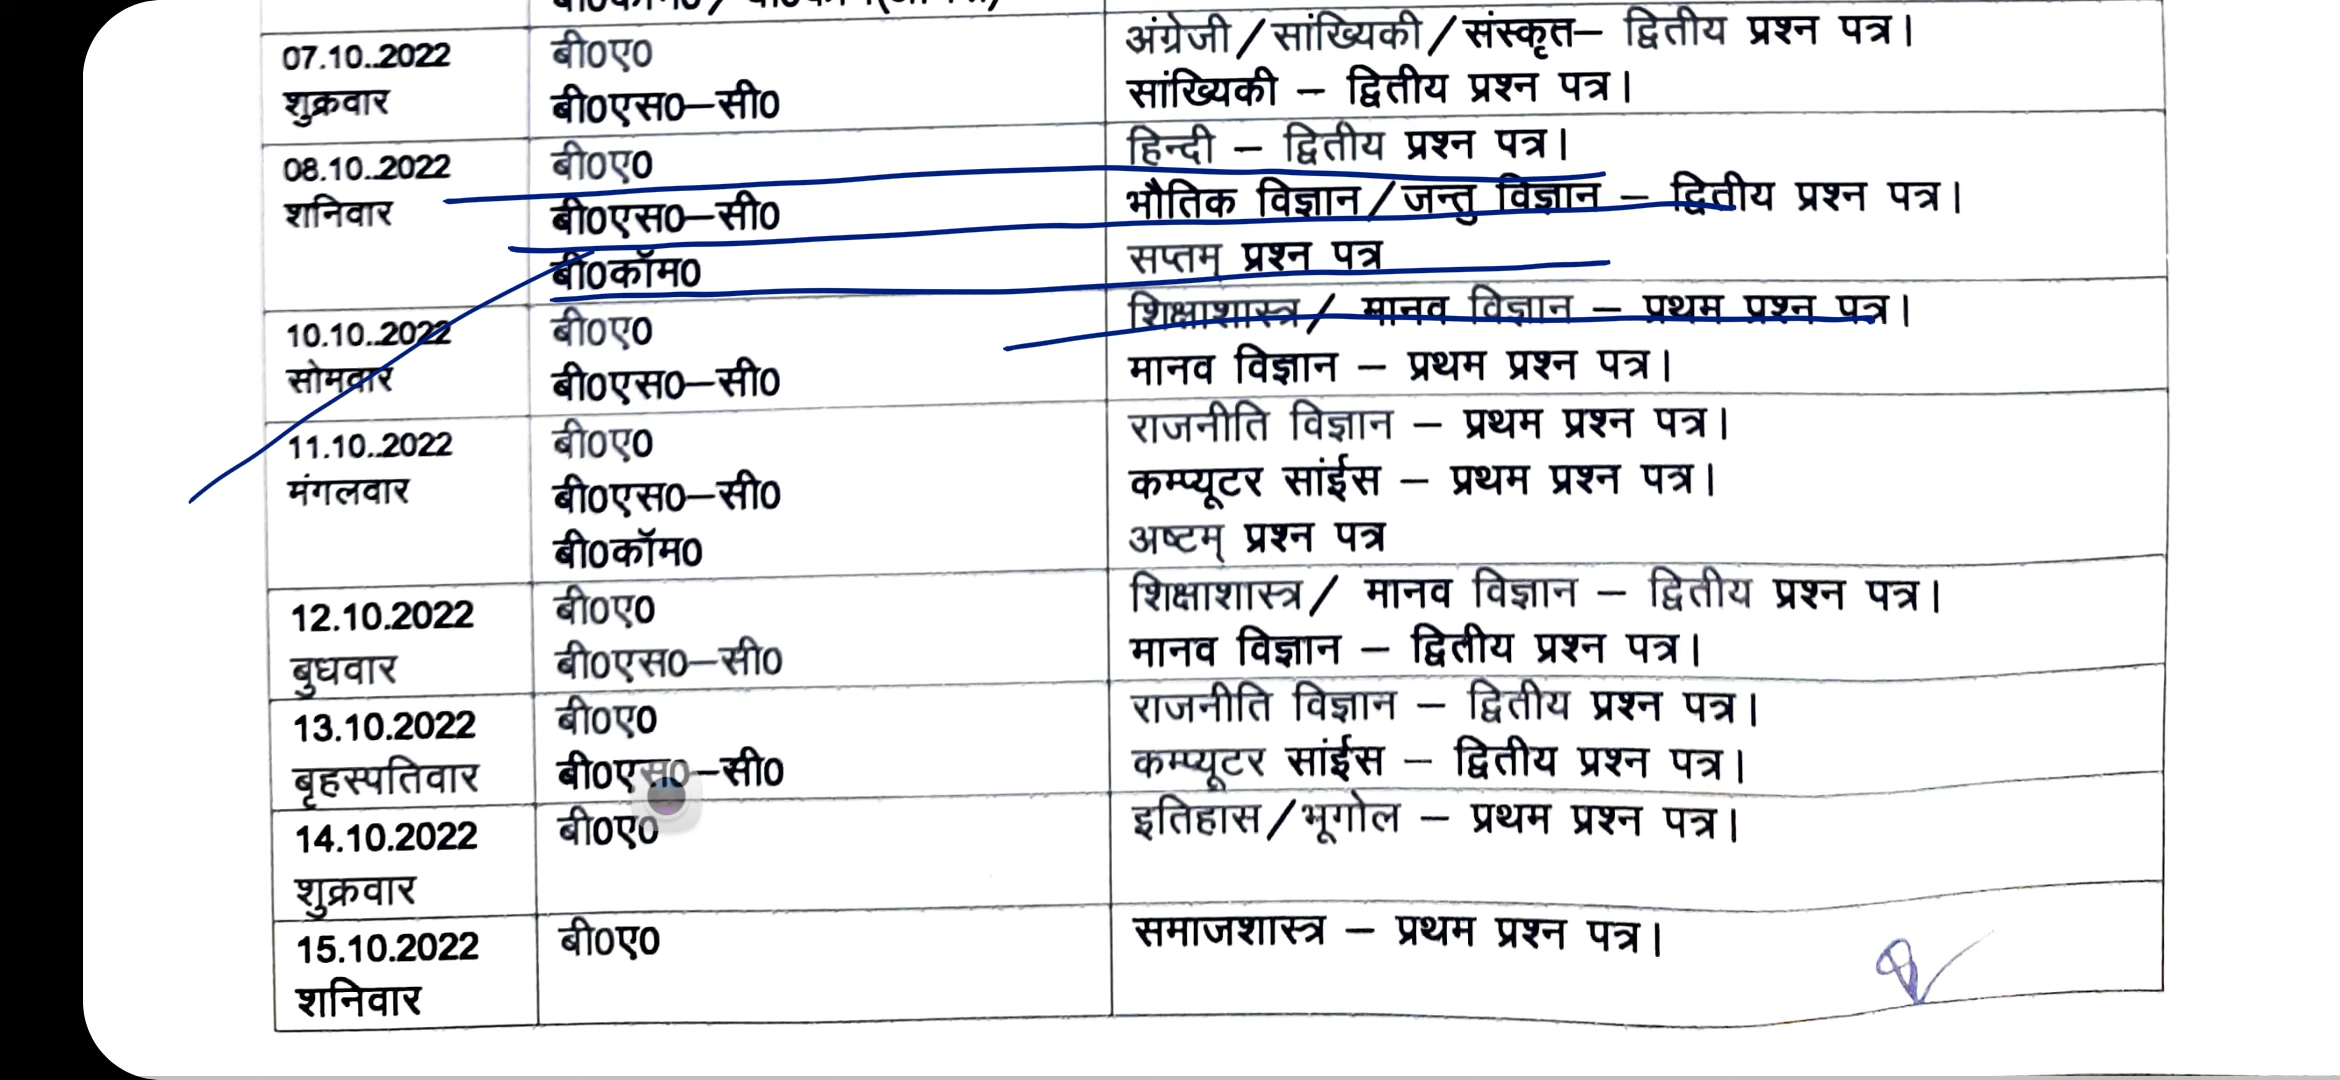 07.10..2022 बी0ए0 अंग्रेजी/सांख्यिकी/संस्कृत– द्वितीय प्रश्न पत्र।
शुक्रवार बी0एस0–सी0 सांख्यिकी – द्वितीय प्रश्न पत्र।
08.10..2022 बी0ए0 हिन्दी – द्वितीय प्रश्न पत्र।
शनिवार बी0एस0–सी0 भौतिक विज्ञान/जन्तु विज्ञान – द्वितीय प्रश्न पत्र।
बी0कॉम0 सप्तम् प्रश्न पत्र
10.10..2022 बी0ए0 शिक्षाशास्त्र/ मानव विज्ञान – प्रथम प्रश्न पत्र।
सोमवार बी0एस0–सी0 मानव विज्ञान – प्रथम प्रश्न पत्र।
11.10..2022 बी0ए0 राजनीति विज्ञान – प्रथम प्रश्न पत्र।
मंगलवार बी0एस0–सी0 कम्प्यूटर सांईस – प्रथम प्रश्न पत्र।
बी0कॉम0 अष्टम् प्रश्न पत्र
12.10.2022 बी0ए0 शिक्षाशास्त्र/ मानव विज्ञान – द्वितीय प्रश्न पत्र।
बुधवार बी0एस0–सी0 मानव विज्ञान – द्वितीय प्रश्न पत्र।
13.10.2022 बी0ए0 राजनीति विज्ञान – द्वितीय प्रश्न पत्र।
बृहस्पतिवार बी0एस0–सी0 कम्प्यूटर सांईस – द्वितीय प्रश्न पत्र।
14.10.2022 बी0ए0 इतिहास/भूगोल – प्रथम प्रश्न पत्र।
शुक्रवार
15.10.2022 बी0ए0 समाजशास्त्र – प्रथम प्रश्न पत्र।
शनिवार